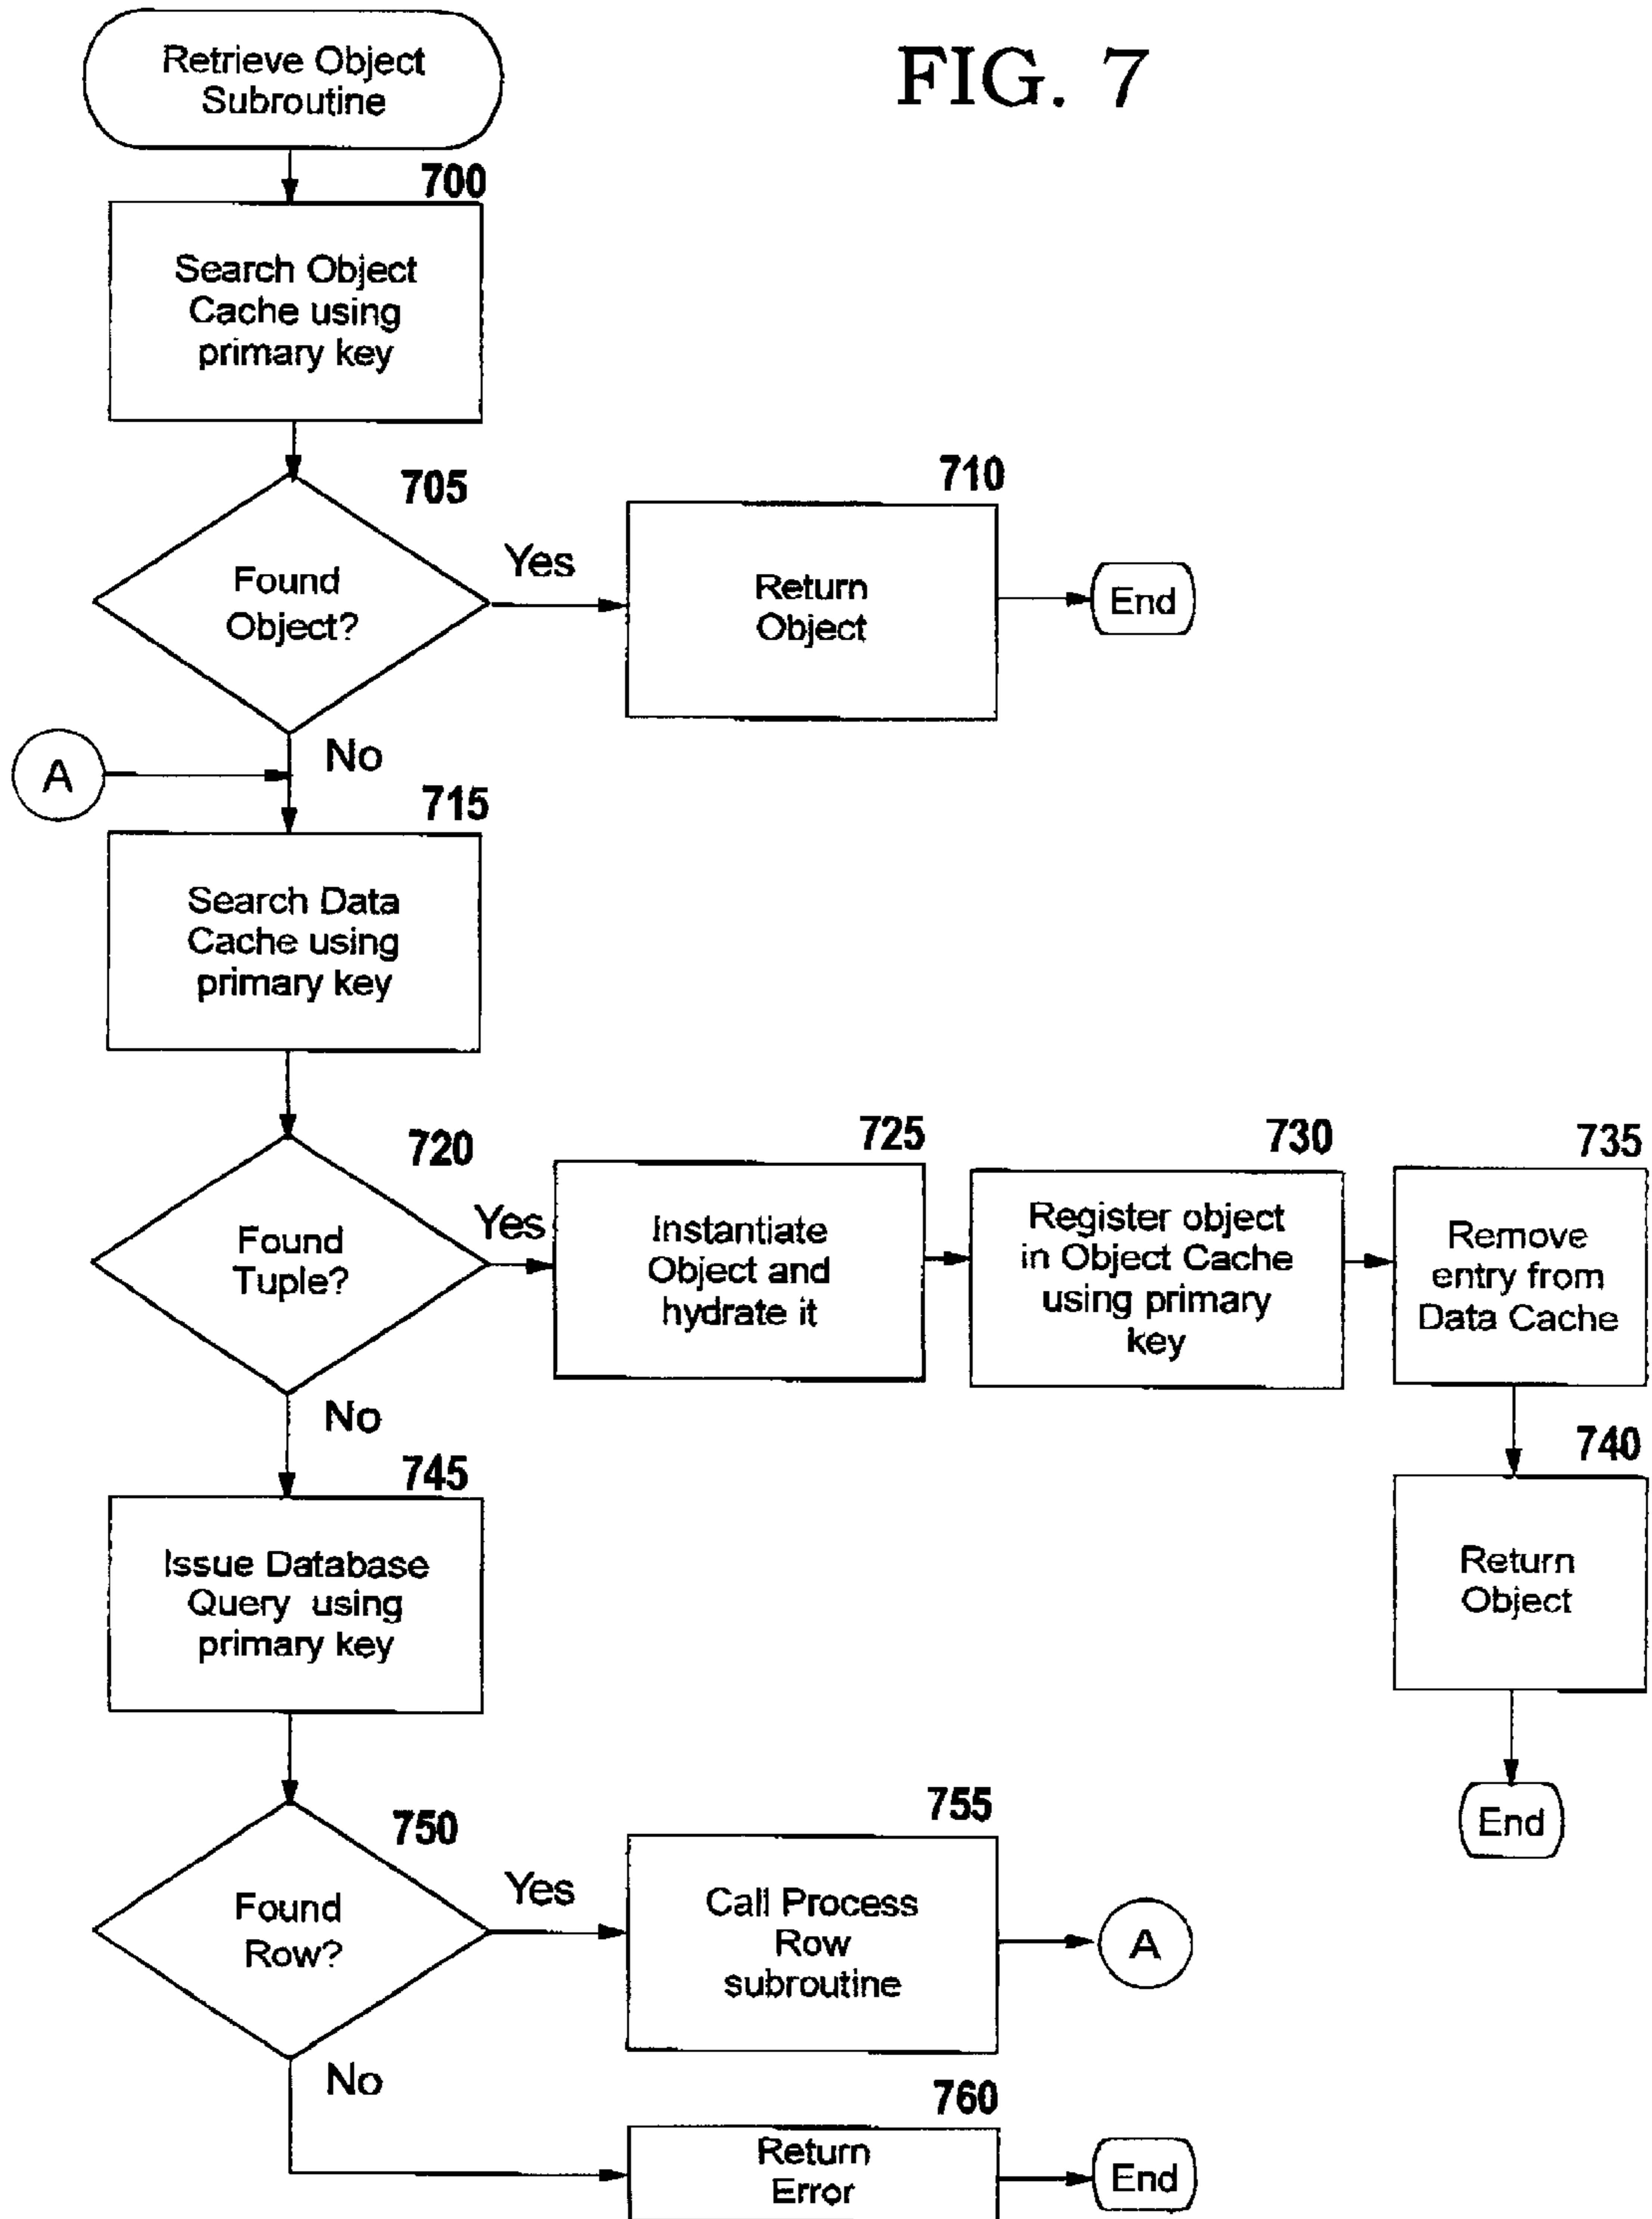 FIG. 7
Retrieve Object
Subroutine
700
Search Object
Cache using
primary key
705
Found
Object?
Yes
710
Return
Object
End
No
A
715
Search Data
Cache using
primary key
720
Found
Tuple?
Yes
725
Instantiate
Object and
hydrate it
730
Register object
in Object Cache
using primary
key
735
Remove
entry from
Data Cache
740
Return
Object
End
No
745
Issue Database
Query using
primary key
750
Found
Row?
Yes
755
Call Process
Row
subroutine
A
No
760
Return
Error
End